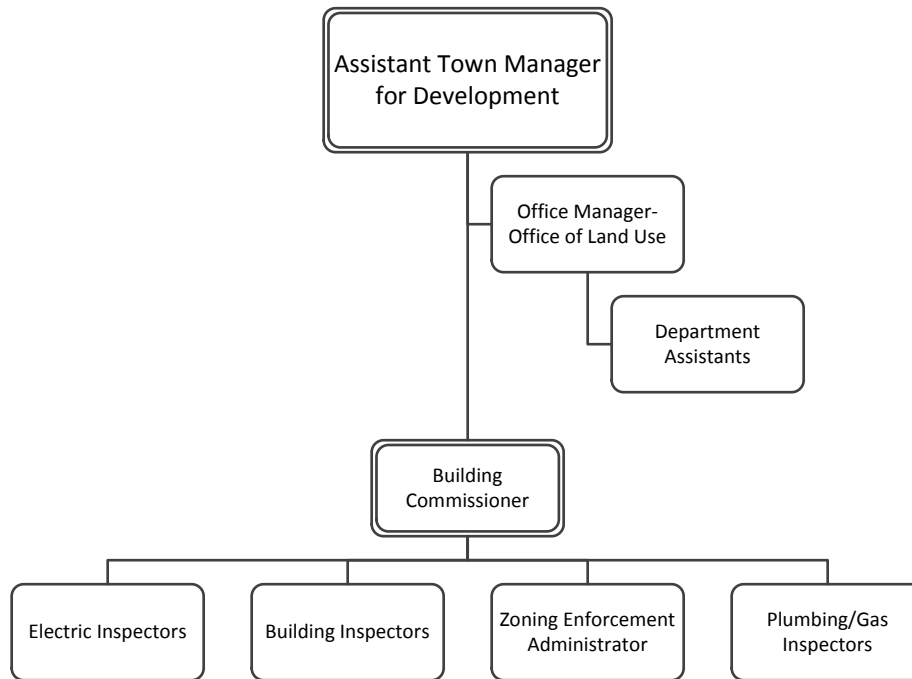 Assistant Town Manager
for Development
Office Manager-
Office of Land Use
Department
Assistants
Building
Commissioner
Electric Inspectors
Building Inspectors
Zoning Enforcement
Administrator
Plumbing/Gas
Inspectors